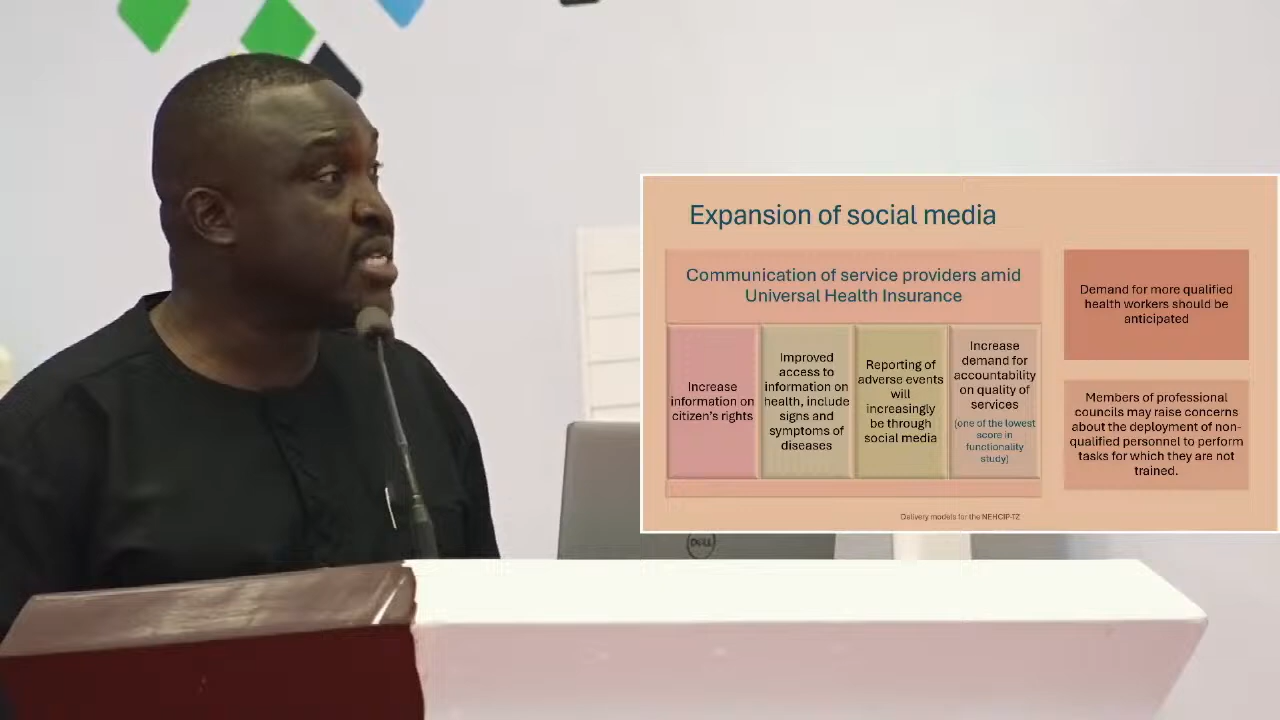 Expansion of social media
Communication of service providers amid
Universal Health Insurance
Increase
information on
citizen's rights
Improved
access to
information on
health, include
signs and
symptoms of
diseases
Reporting of
adverse events
will
increasingly
be through
social media
Increase
demand for
accountability
on quality of
services
(one of the lowest
score in
functionality
study)
Demand for more qualified
health workers should be
anticipated
Members of professional
councils may raise concerns
about the deployment of non-
qualified personnel to perform
tasks for which they are not
trained.
Delivery models for the NEHCIP-TZ
DELL